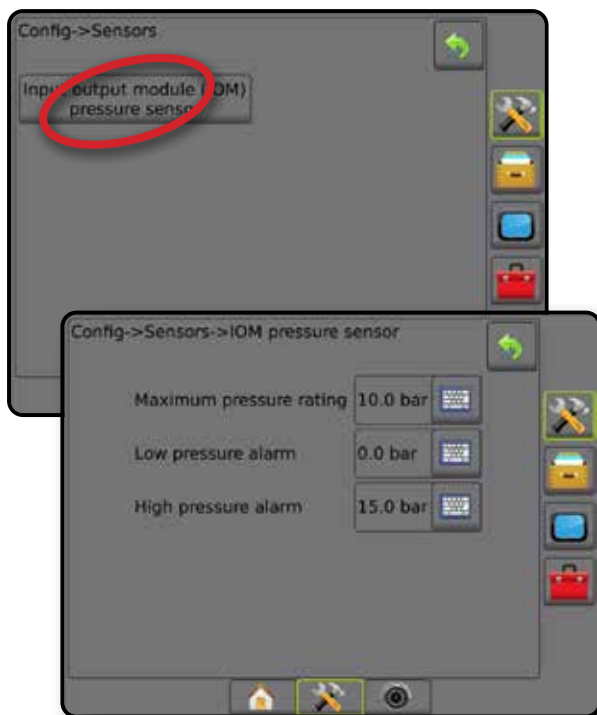 Config->Sensors
Input output module (IOM)
pressure sensor
Config->Sensors->IOM pressure sensor
Maximum pressure rating 10.0 bar
Low pressure alarm 0.0 bar
High pressure alarm 15.0 bar